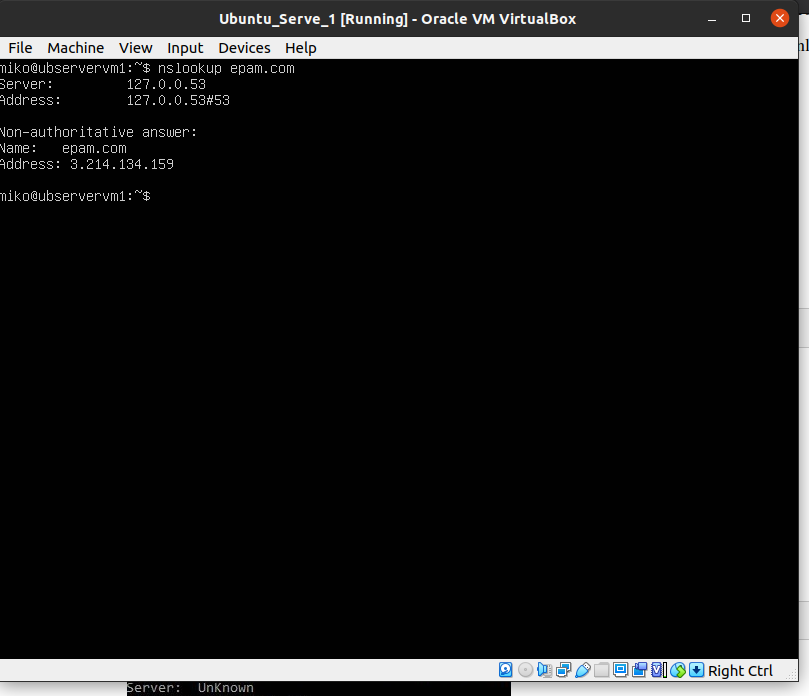 Ubuntu_Serve_1 [Running] - Oracle VM VirtualBox
File Machine View Input Devices Help
miko@ubservervm1:~$ nslookup epam.com
Server: 127.0.0.53
Address: 127.0.0.53#53
Non-authoritative answer:
Name: epam.com
Address: 3.214.134.159
miko@ubservervm1:~$
Right Ctrl
Server: UnKnown